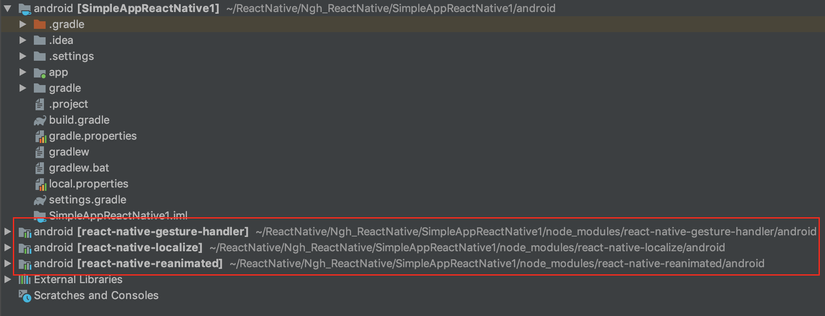 android [SimpleAppReactNative1] ~/ReactNative/Ngh_ReactNative/SimpleAppReactNative1/android
.gradle
.idea
.settings
app
gradle
.project
build.gradle
gradle.properties
gradlew
gradlew.bat
local.properties
settings.gradle
SimpleAppReactNative1.iml
android [react-native-gesture-handler] ~/ReactNative/Ngh_ReactNative/SimpleAppReactNative1/node_modules/react-native-gesture-handler/android
android [react-native-localize] ~/ReactNative/Ngh_ReactNative/SimpleAppReactNative1/node_modules/react-native-localize/android
android [react-native-reanimated] ~/ReactNative/Ngh_ReactNative/SimpleAppReactNative1/node_modules/react-native-reanimated/android
External Libraries
Scratches and Consoles